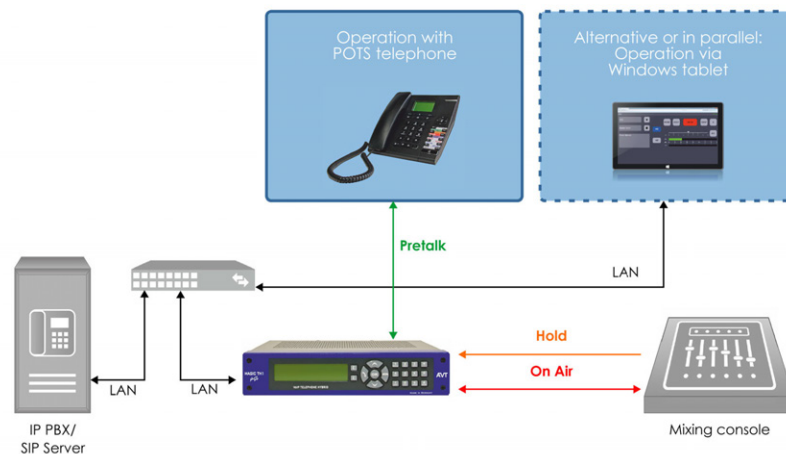 Operation with
POTS telephone
Alternative or in parallel:
Operation via
Windows tablet
Pretalk
LAN
Hold
On Air
LAN
LAN
AVT
IP PBX/
SIP Server
Mixing console